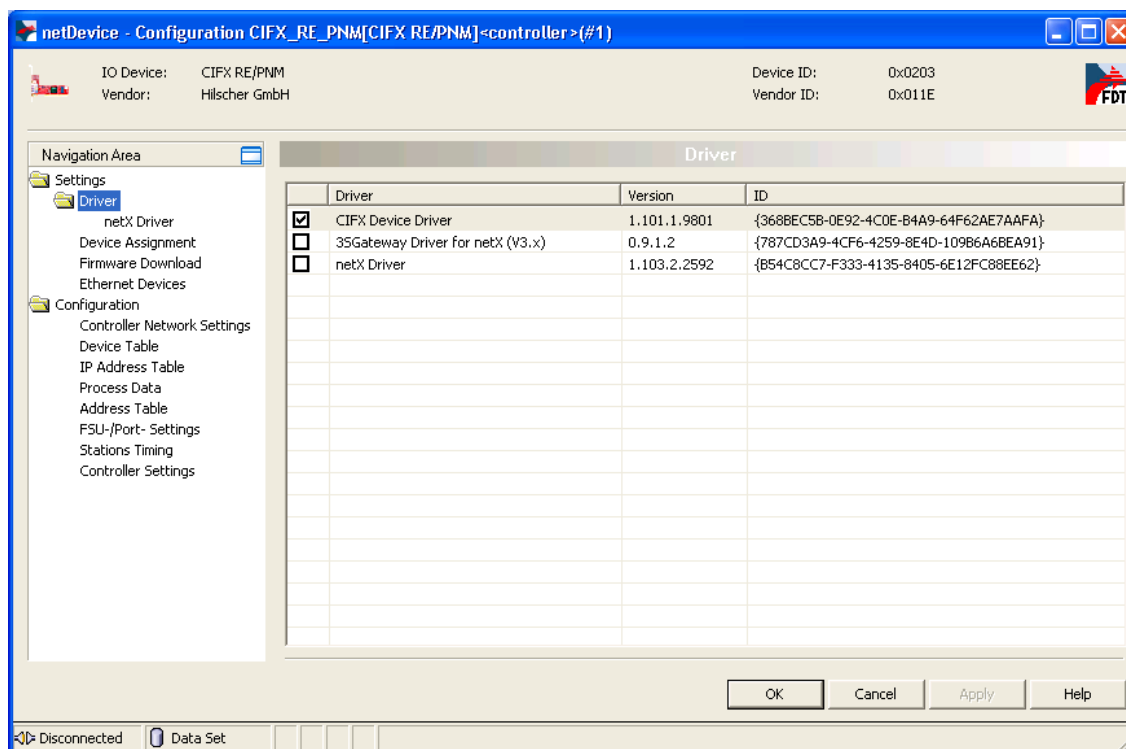 netDevice - Configuration CIFX_RE_PNM[CIFX RE/PNM]<controller>(#1)
IO Device: CIFX RE/PNM Device ID: 0x0203
Vendor: Hilscher GmbH Vendor ID: 0x011E
FDT
Navigation Area
Driver
Settings
Driver
netX Driver
Device Assignment
Firmware Download
Ethernet Devices
Configuration
Controller Network Settings
Device Table
IP Address Table
Process Data
Address Table
FSU-/Port- Settings
Stations Timing
Controller Settings
Driver Version ID
CIFX Device Driver 1.101.1.9801 {368BEC5B-0E92-4C0E-B4A9-64F62AE7AAFA}
3SGateway Driver for netX (V3.x) 0.9.1.2 {787CD3A9-4CF6-4259-8E4D-109B6A6BEA91}
netX Driver 1.103.2.2592 {B54C8CC7-F333-4135-8405-6E12FC88EE62}
OK Cancel Apply Help
Disconnected Data Set